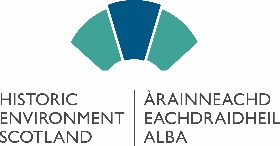 HISTORIC
ENVIRONMENT
SCOTLAND
ÀRAINNEACHD
EACHDRAIDHEIL
ALBA